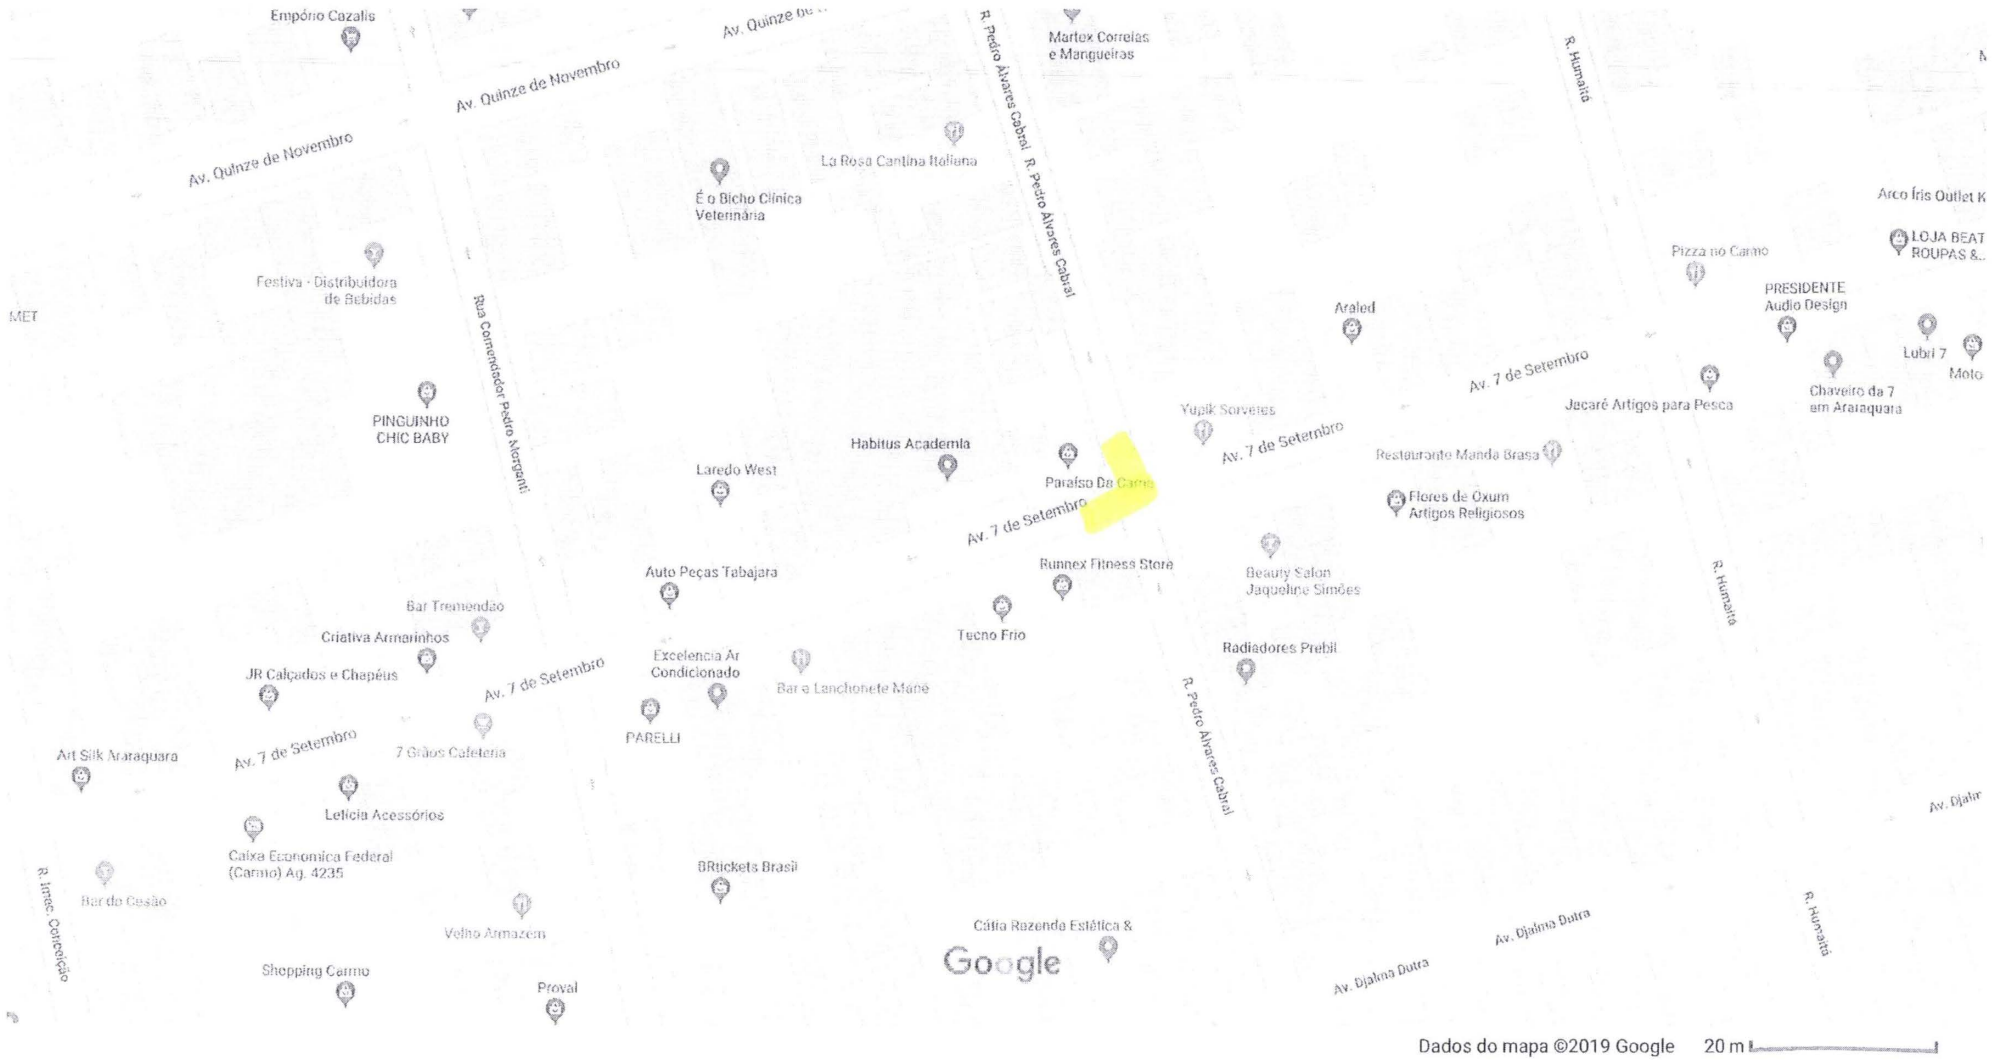 Empório Cazalis
Av. Quinze de Novembro
Av. Quinze de Novembro
Av. Quinze de
R. Pedro Álvares Cabral
R. Pedro Álvares Cabral
Martex Correias
e Mangueiras
R. Humaitá
La Rosa Cantina Italiana
É o Bicho Clínica
Veterinária
Arco Íris Outlet K
LOJA BEAT
ROUPAS &..
Pizza no Carmo
PRESIDENTE
Audio Design
Festiva - Distribuidora
de Bebidas
MET
Rua Comendador Pedro Morganti
Araled
Lubri 7
Moto
Av. 7 de Setembro
Chaveiro da 7
em Araraquara
Jacaré Artigos para Pesca
PINGUINHO
CHIC BABY
Yupik Sorvetes
Av. 7 de Setembro
Habitus Academia
Restaurante Manda Brasa
Laredo West
Paraíso Da Carne
Flores de Oxum
Artigos Religiosos
Av. 7 de Setembro
Runnex Fitness Store
Auto Peças Tabajara
Beauty Salon
Jaqueline Simões
R. Humaitá
Bar Tremendão
Criativa Armarinhos
Tecno Frio
Radiadores Prebil
Excelencia Ar
Condicionado
JR Calçados e Chapéus
Av. 7 de Setembro
Bar e Lanchonete Mané
R. Pedro Álvares Cabral
PARELLI
Av. 7 de Setembro
7 Grãos Cafeteria
Art Silk Araraquara
Letícia Acessórios
Av. Djalm
Caixa Economica Federal
(Carmo) Ag. 4235
BRtickets Brasil
R. Imac. Conceição
Bar do Cesão
Velho Armazém
Cátia Rezende Estética &
Av. Djalma Dutra
R. Humaitá
Google
Shopping Carmo
Av. Djalma Dutra
Proval
Dados do mapa ©2019 Google 20 m